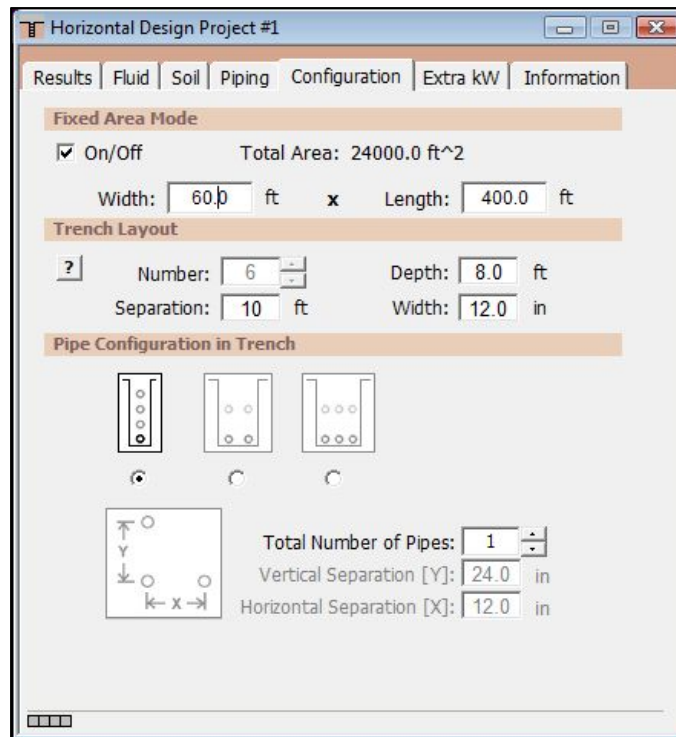 Horizontal Design Project #1
Results Fluid Soil Piping Configuration Extra kW Information
Fixed Area Mode
On/Off Total Area: 24000.0 ft^2
Width: 60.0 ft x Length: 400.0 ft
Trench Layout
? Number: 6 Depth: 8.0 ft
Separation: 10 ft Width: 12.0 in
Pipe Configuration in Trench
Y
X
Total Number of Pipes: 1
Vertical Separation [Y]: 24.0 in
Horizontal Separation [X]: 12.0 in